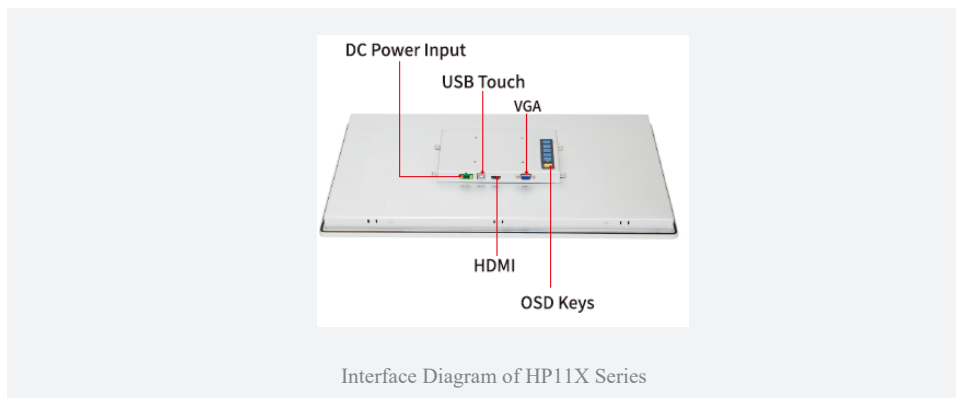 DC Power Input
USB Touch
VGA
HDMI
OSD Keys
Interface Diagram of HP11X Series